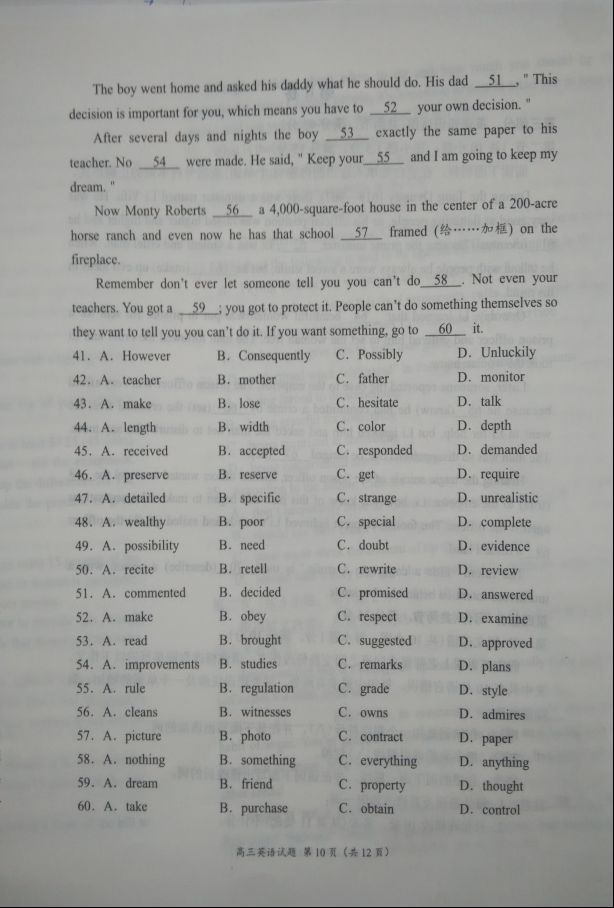 The boy went home and asked his daddy what he should do. His dad 51 , " This
decision is important for you, which means you have to 52 your own decision. "
After several days and nights the boy 53 exactly the same paper to his
teacher. No 54 were made. He said, " Keep your 55 and I am going to keep my
dream. "
Now Monty Roberts 56 a 4,000-square-foot house in the center of a 200-acre
horse ranch and even now he has that school 57 framed (给……加框) on the
fireplace.
Remember don't ever let someone tell you you can't do 58 . Not even your
teachers. You got a 59 ; you got to protect it. People can't do something themselves so
they want to tell you you can't do it. If you want something, go to 60 it.
41. A. However B. Consequently C. Possibly D. Unluckily
42. A. teacher B. mother C. father D. monitor
43. A. make B. lose C. hesitate D. talk
44. A. length B. width C. color D. depth
45. A. received B. accepted C. responded D. demanded
46. A. preserve B. reserve C. get D. require
47. A. detailed B. specific C. strange D. unrealistic
48. A. wealthy B. poor C. special D. complete
49. A. possibility B. need C. doubt D. evidence
50. A. recite B. retell C. rewrite D. review
51. A. commented B. decided C. promised D. answered
52. A. make B. obey C. respect D. examine
53. A. read B. brought C. suggested D. approved
54. A. improvements B. studies C. remarks D. plans
55. A. rule B. regulation C. grade D. style
56. A. cleans B. witnesses C. owns D. admires
57. A. picture B. photo C. contract D. paper
58. A. nothing B. something C. everything D. anything
59. A. dream B. friend C. property D. thought
60. A. take B. purchase C. obtain D. control
高三英语试题 第10页（共12页）